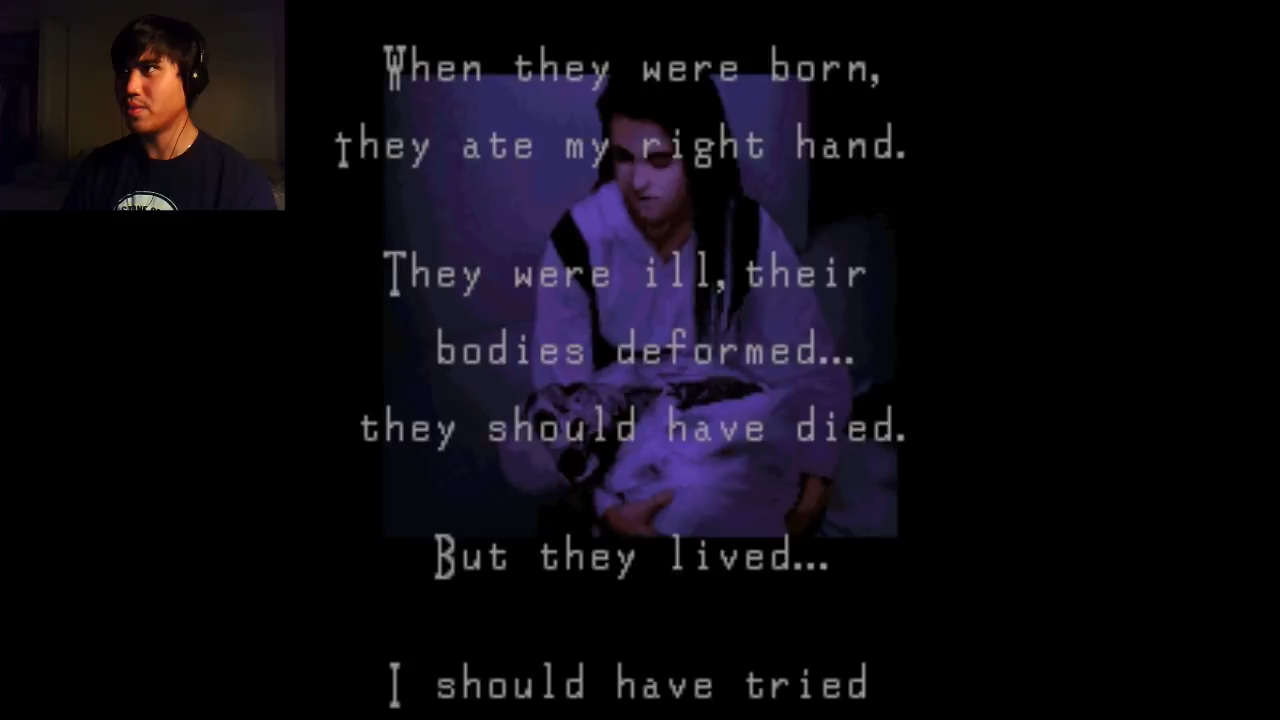 When they were born,
they ate my right hand.
They were ill, their
bodies deformed...
they should have died.
But they lived...
I should have tried